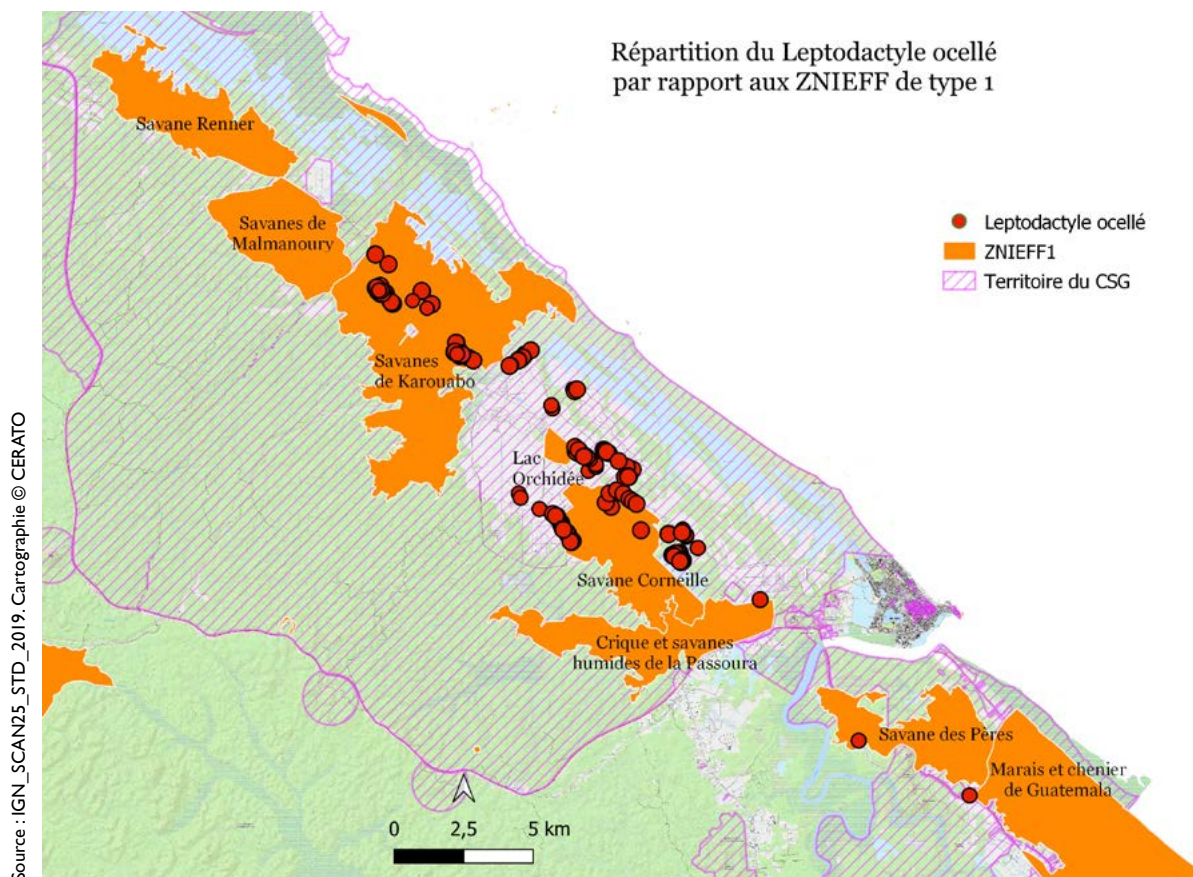 Répartition du Leptodactyle ocellé
par rapport aux ZNIEFF de type 1
Leptodactyle ocellé
ZNIEFF1
Territoire du CSG
Savane Renner
Savanes de
Malmanoury
Savanes
de Karouabo
Lac
Orchidée
Savane Corneille
Crique et savanes
humides de la Passoura
Savane des Pères
Marais et chenier
de Guatemala
0 2,5 5 km
Source : IGN_SCAN25_STD_2019. Cartographie © CERATO